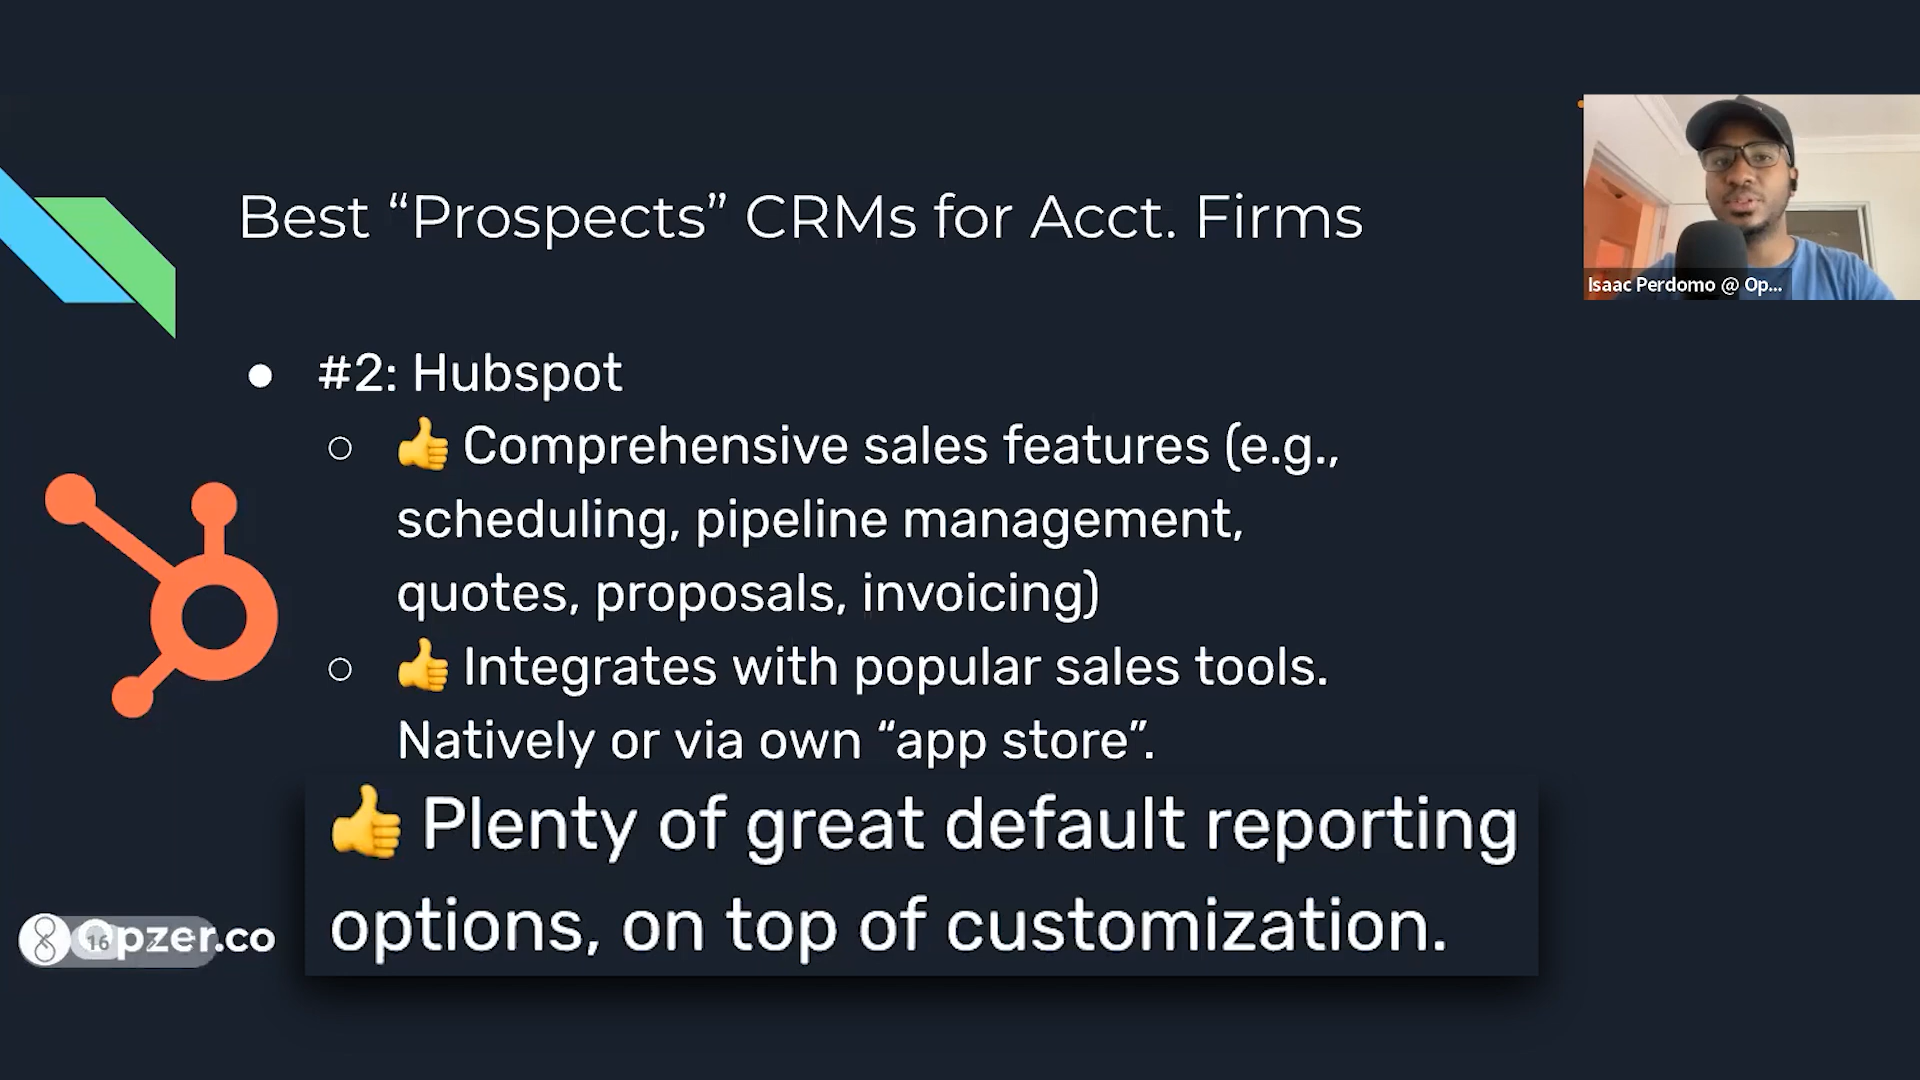 Best “Prospects” CRMs for Acct. Firms
Isaac Perdomo @ Op...
● #2: Hubspot
○ 👍 Comprehensive sales features (e.g.,
scheduling, pipeline management,
quotes, proposals, invoicing)
○ 👍 Integrates with popular sales tools.
Natively or via own “app store”.
👍 Plenty of great default reporting
options, on top of customization.
Opzer.co
16